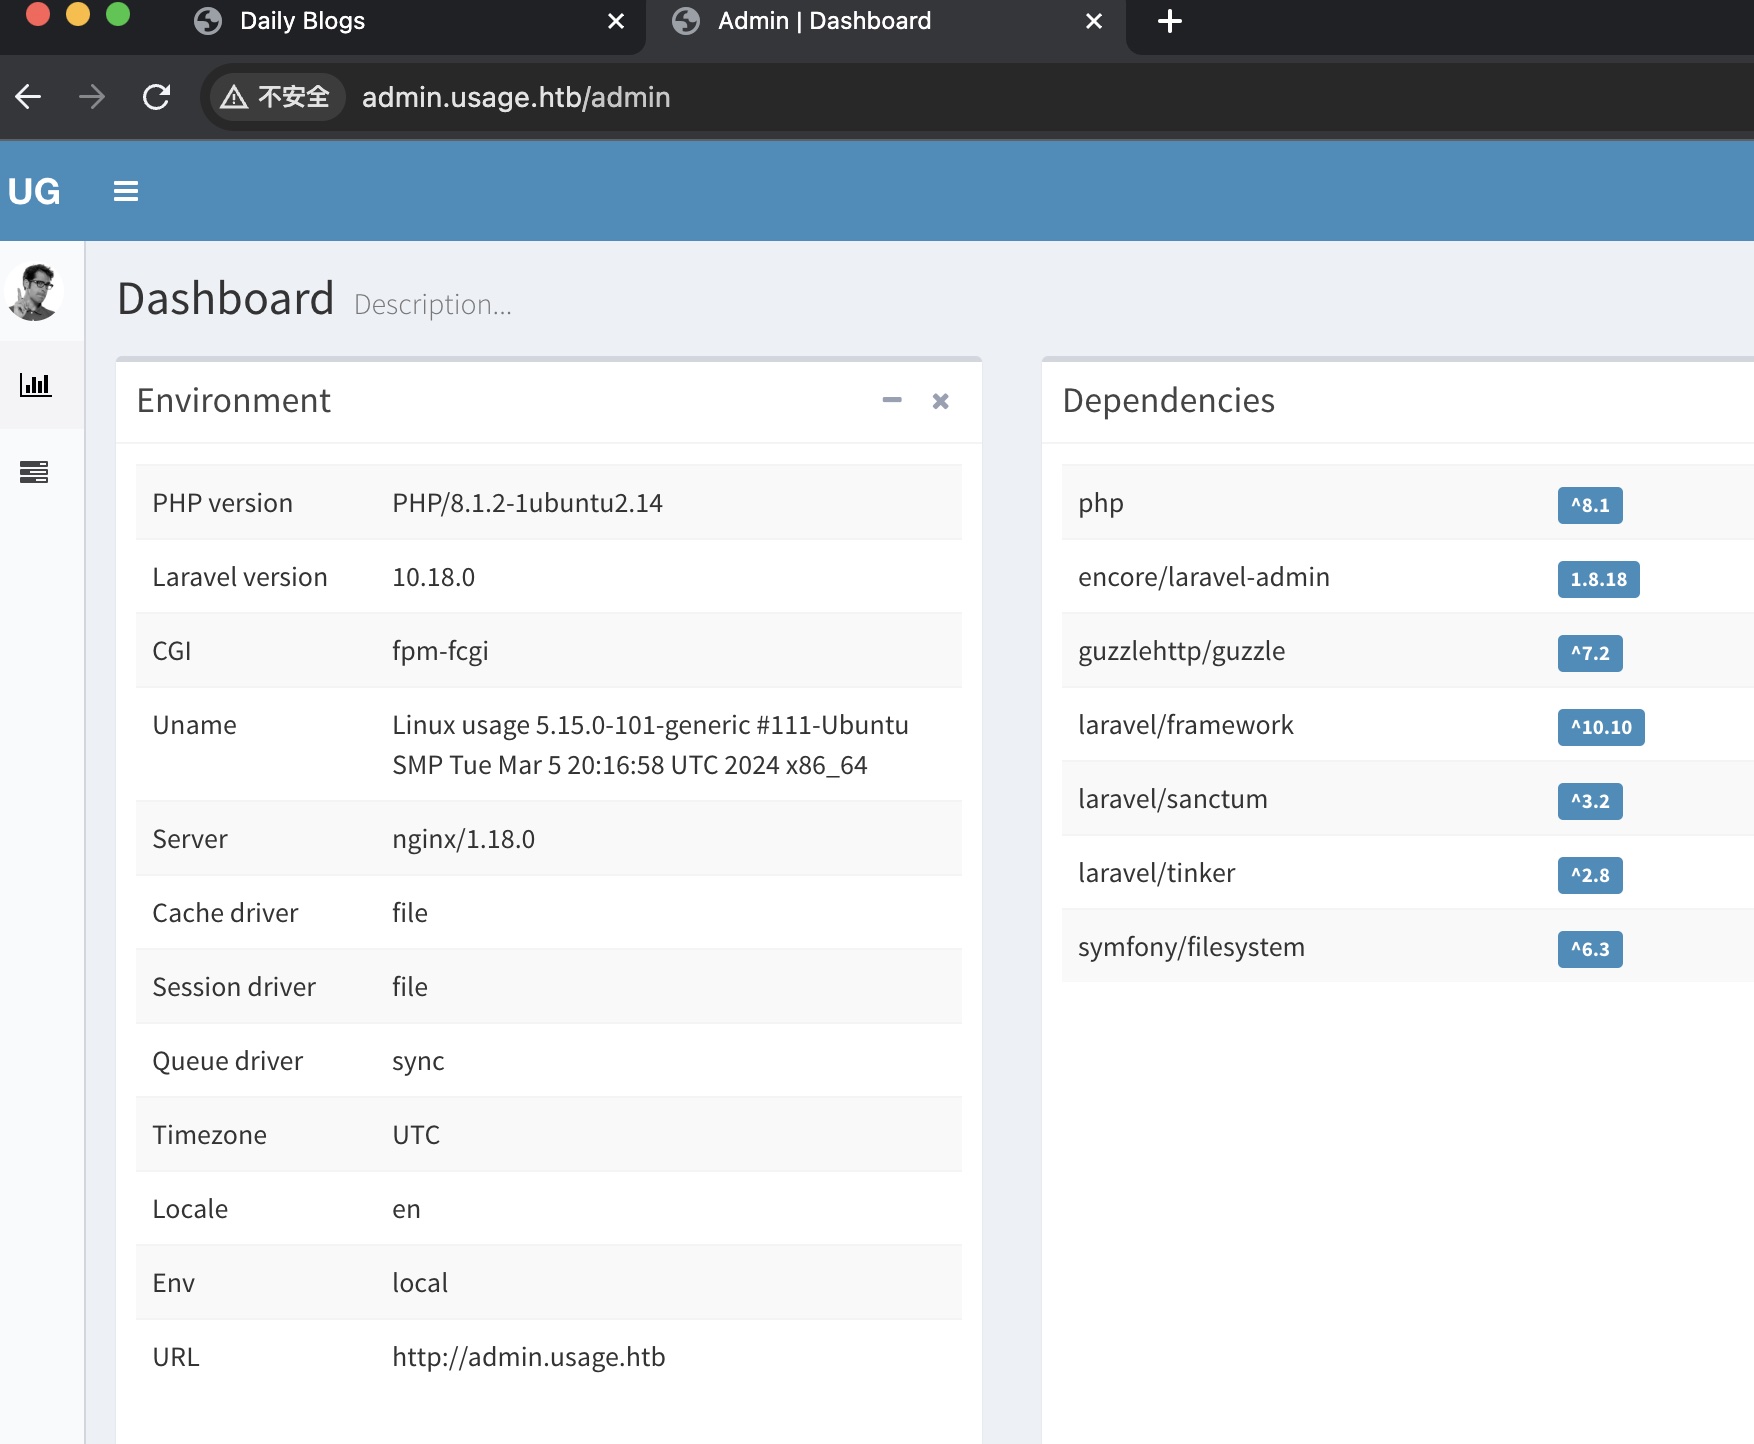 Daily Blogs
Admin | Dashboard
不安全 admin.usage.htb/admin
UG
Dashboard Description...
Environment
PHP version PHP/8.1.2-1ubuntu2.14
Laravel version 10.18.0
CGI fpm-fcgi
Uname Linux usage 5.15.0-101-generic #111-Ubuntu
SMP Tue Mar 5 20:16:58 UTC 2024 x86_64
Server nginx/1.18.0
Cache driver file
Session driver file
Queue driver sync
Timezone UTC
Locale en
Env local
URL http://admin.usage.htb
Dependencies
php ^8.1
encore/laravel-admin 1.8.18
guzzlehttp/guzzle ^7.2
laravel/framework ^10.10
laravel/sanctum ^3.2
laravel/tinker ^2.8
symfony/filesystem ^6.3